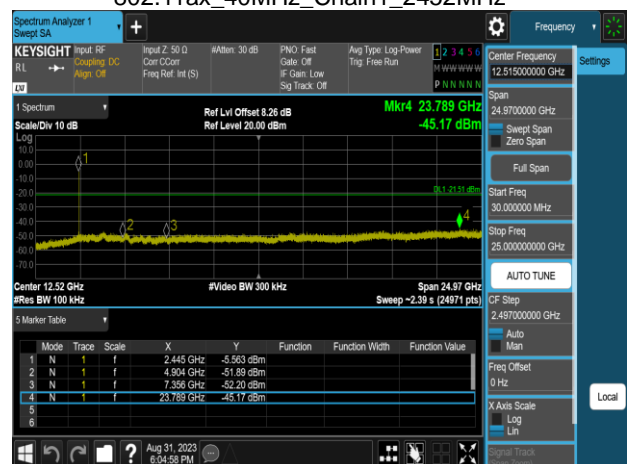 802.11ax_40MHz_Chain1_2452MHz
Spectrum Analyzer 1
Swept SA
+
Frequency
KEYSIGHT
RL
LXI
Input: RF
Coupling: DC
Align: Off
Input Z: 50 Ω
Corr CCorr
Freq Ref: Int (S)
#Atten: 30 dB
PNO: Fast
Gate: Off
IF Gain: Low
Sig Track: Off
Avg Type: Log-Power
Trig: Free Run
1 2 3 4 5 6
M W W W W W
P N N N N N
Center Frequency
12.515000000 GHz
Settings
1 Spectrum
Scale/Div 10 dB
Ref Lvl Offset 8.26 dB
Ref Level 20.00 dBm
Mkr4 23.789 GHz
-45.17 dBm
Span
24.9700000 GHz
Swept Span
Zero Span
Full Span
Start Freq
30.000000 MHz
Stop Freq
25.000000000 GHz
AUTO TUNE
CF Step
2.497000000 GHz
Auto
Man
Freq Offset
0 Hz
X Axis Scale
Log
Lin
Signal Track
Local
Log
10.0
0.00
-10.0
-20.0
-30.0
-40.0
-50.0
-60.0
-70.0
1
2
3
4
DL1 -21.51 dBm
Center 12.52 GHz
#Res BW 100 kHz
#Video BW 300 kHz
Span 24.97 GHz
Sweep ~2.39 s (24971 pts)
5 Marker Table
Mode Trace Scale X Y Function Function Width Function Value
1 N 1 f 2.445 GHz -5.563 dBm
2 N 1 f 4.904 GHz -51.89 dBm
3 N 1 f 7.356 GHz -52.20 dBm
4 N 1 f 23.789 GHz -45.17 dBm
5
6
?
Aug 31, 2023
6:04:58 PM